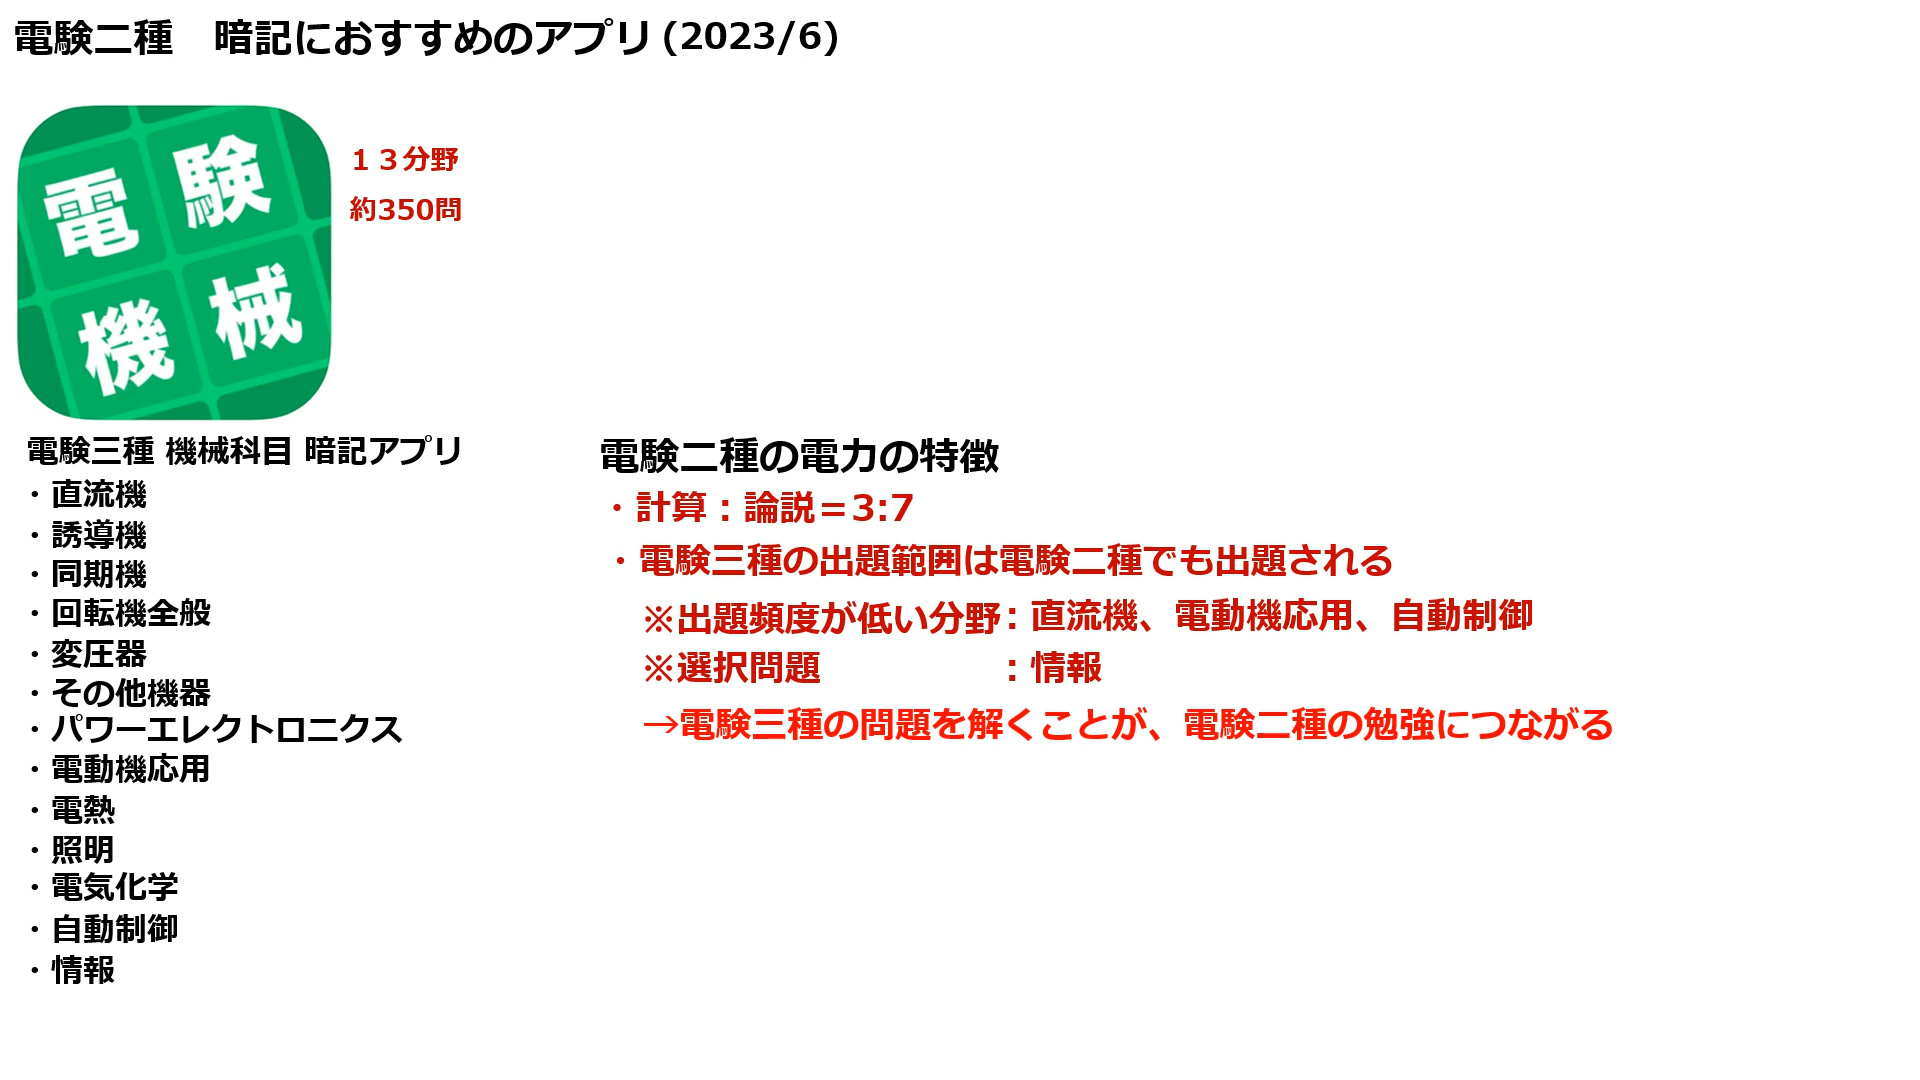 電験二種　暗記におすすめのアプリ(2023/6)
電験
機械
１３分野
約350問
電験三種 機械科目 暗記アプリ
・直流機
・誘導機
・同期機
・回転機全般
・変圧器
・その他機器
・パワーエレクトロニクス
・電動機応用
・電熱
・照明
・電気化学
・自動制御
・情報
電験二種の電力の特徴
・計算：論説＝3:7
・電験三種の出題範囲は電験二種でも出題される
※出題頻度が低い分野：直流機、電動機応用、自動制御
※選択問題　　　　　：情報
→電験三種の問題を解くことが、電験二種の勉強につながる